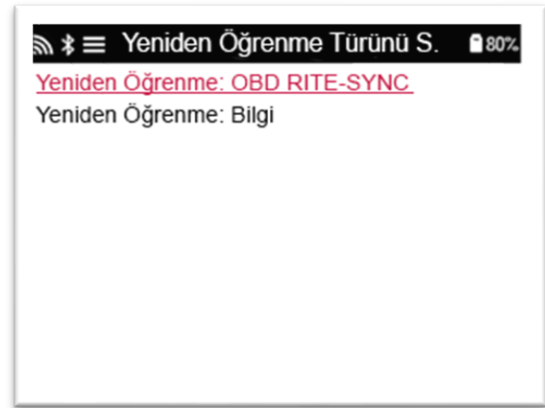 Yeniden Öğrenme Türünü S. 80%
Yeniden Öğrenme: OBD RITE-SYNC
Yeniden Öğrenme: Bilgi